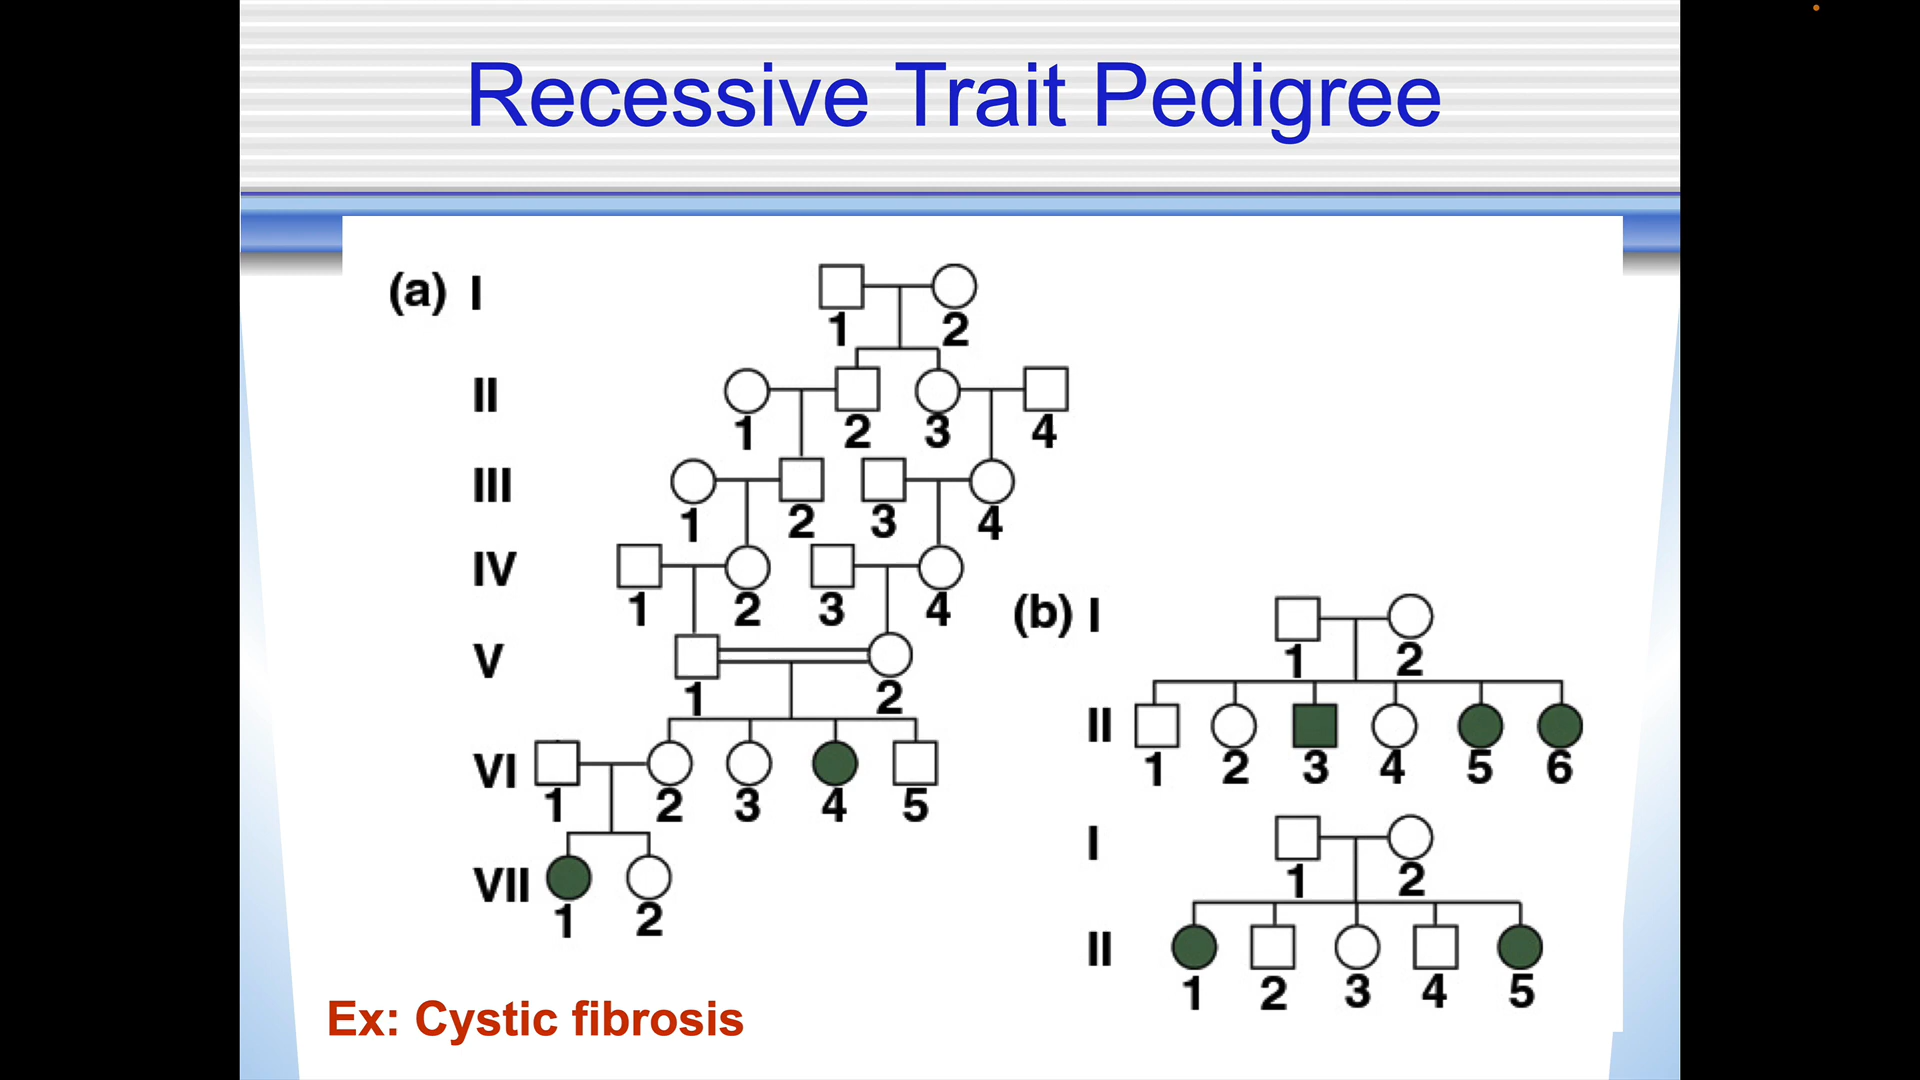 Recessive Trait Pedigree
(a) I
1 2
II
1 2 3 4
III
1 2 3 4
IV
1 2 3 4
V
1 2
VI
1 2 3 4 5
VII
1 2
(b) I
1 2
II
1 2 3 4 5 6
I
1 2
II
1 2 3 4 5
Ex: Cystic fibrosis